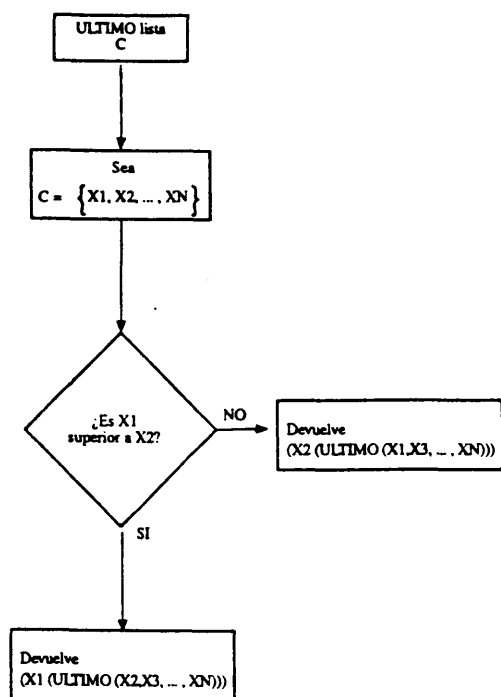 ULTIMO lista
C
Sea
C = {X1, X2, ... , XN}
¿Es X1
superior a X2?
NO
Devuelve
(X2 (ULTIMO (X1,X3, ... , XN)))
SI
Devuelve
(X1 (ULTIMO (X2,X3, ... , XN)))